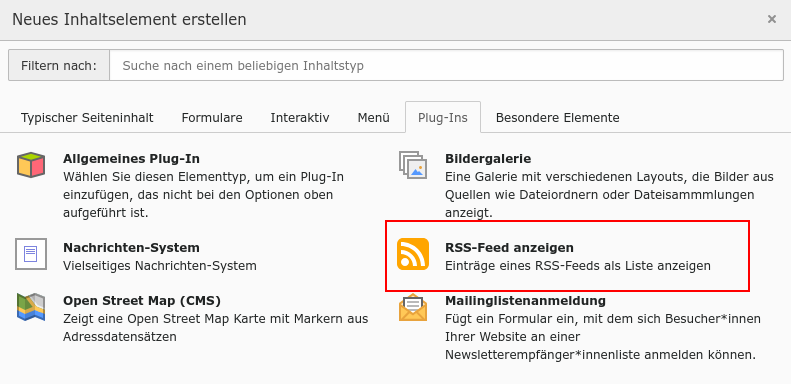 Neues Inhaltselement erstellen
×
Filtern nach: Suche nach einem beliebigen Inhaltstyp
Typischer Seiteninhalt Formulare Interaktiv Menü Plug-Ins Besondere Elemente
Allgemeines Plug-In
Wählen Sie diesen Elementtyp, um ein Plug-In
einzufügen, das nicht bei den Optionen oben
aufgeführt ist.
Bildergalerie
Eine Galerie mit verschiedenen Layouts, die Bilder aus
Quellen wie Dateiordnern oder Dateisammmlungen
anzeigt.
Nachrichten-System
Vielseitiges Nachrichten-System
RSS-Feed anzeigen
Einträge eines RSS-Feeds als Liste anzeigen
Open Street Map (CMS)
Zeigt eine Open Street Map Karte mit Markern aus
Adressdatensätzen
Mailinglistenanmeldung
Fügt ein Formular ein, mit dem sich Besucher*innen
Ihrer Website an einer
Newsletterempfänger*innenliste anmelden können.